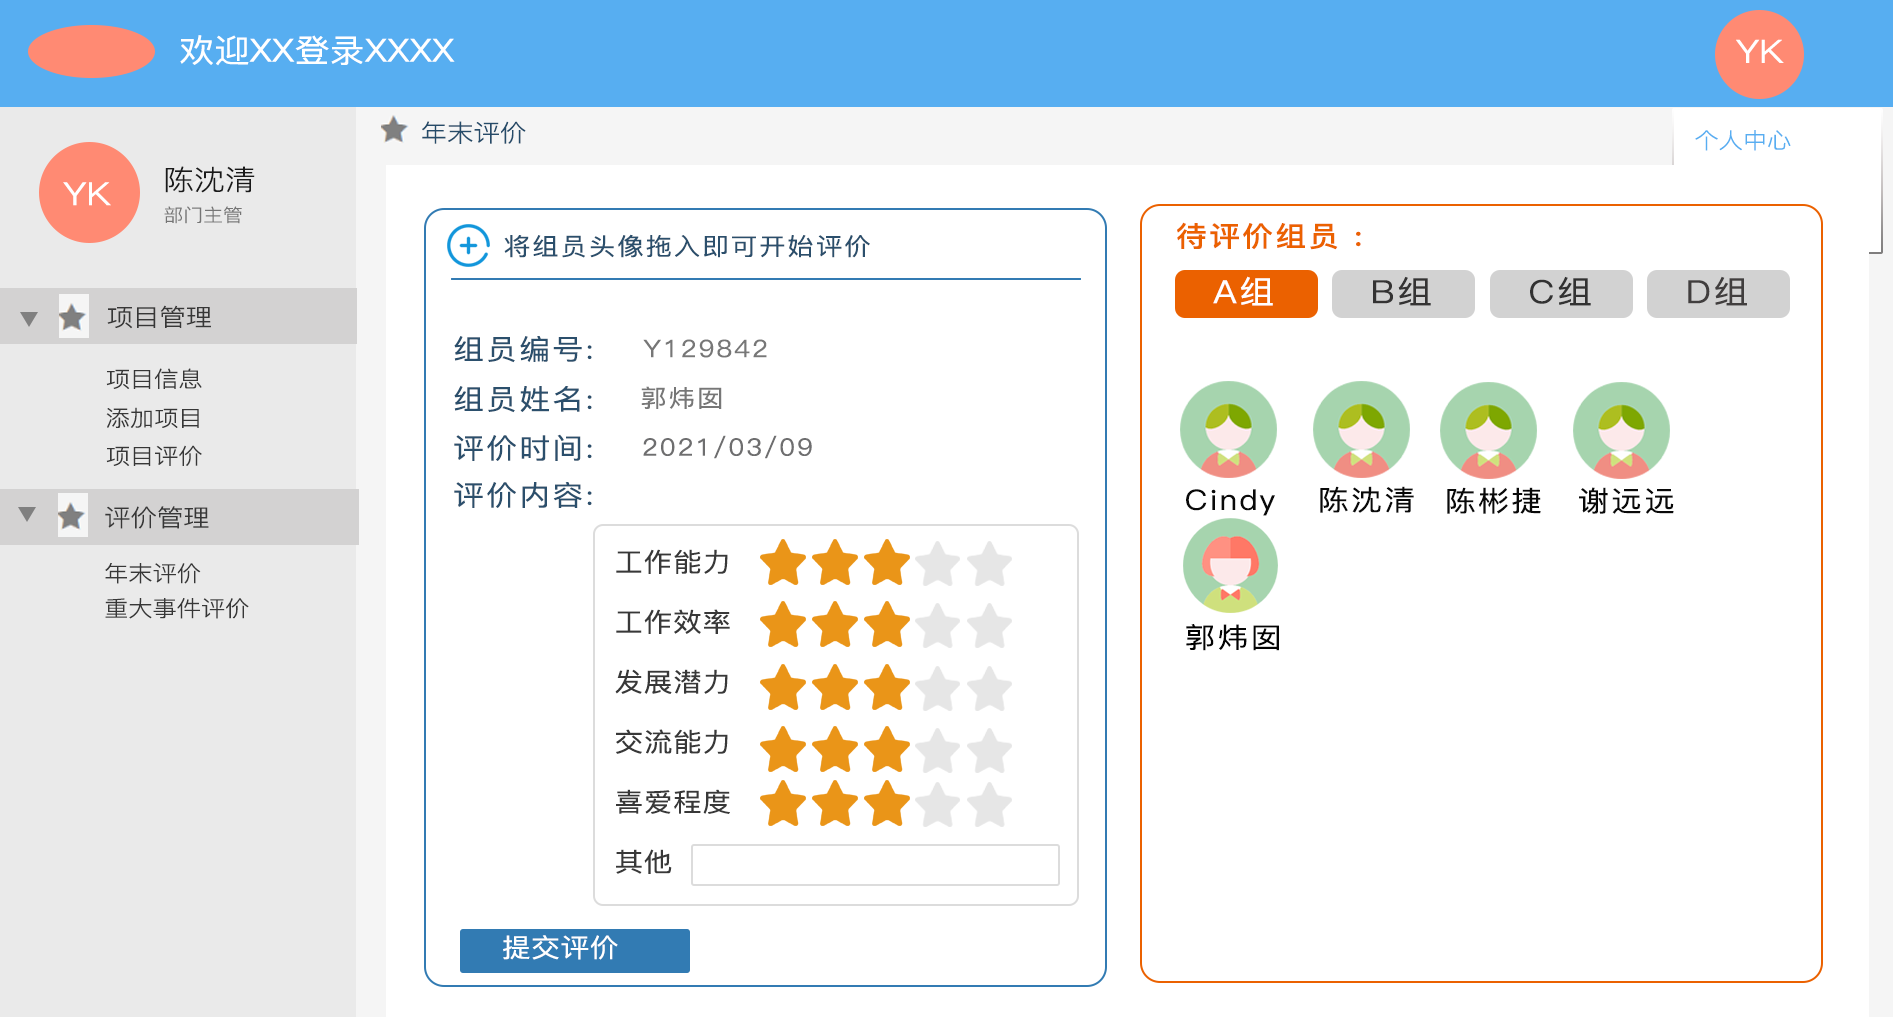 欢迎XX登录XXXX
YK
YK
陈沈清
部门主管
项目管理
项目信息
添加项目
项目评价
评价管理
年末评价
重大事件评价
年末评价
个人中心
将组员头像拖入即可开始评价
组员编号: Y129842
组员姓名: 郭炜囡
评价时间: 2021/03/09
评价内容:
工作能力
工作效率
发展潜力
交流能力
喜爱程度
其他
提交评价
待评价组员：
A组 B组 C组 D组
Cindy 陈沈清 陈彬捷 谢远远
郭炜囡